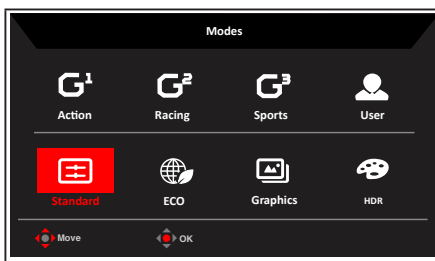 Modes
G1 G2 G3
Action Racing Sports User
Standard ECO Graphics HDR
Move OK